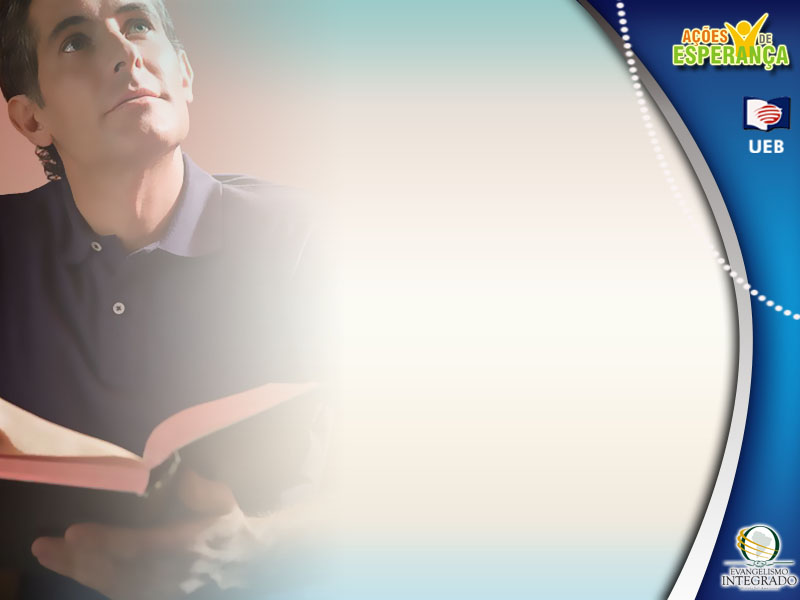 AÇÕES DE
ESPERANÇA
UEB
EVANGELISMO
INTEGRADO